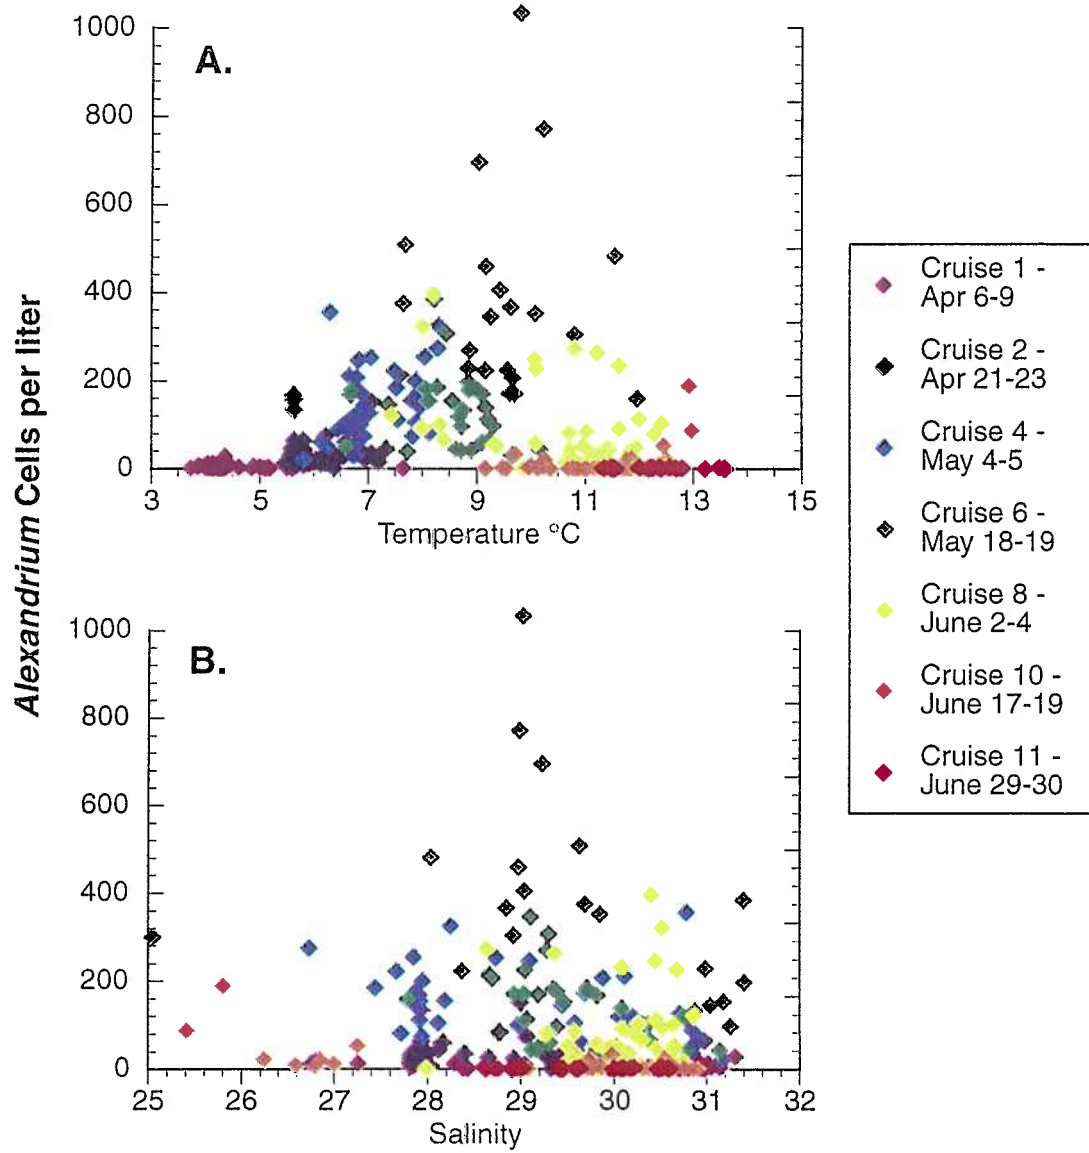 Alexandrium Cells per liter
A.
1000
800
600
400
200
0
3 5 7 9 11 13 15
Temperature °C
B.
1000
800
600
400
200
0
25 26 27 28 29 30 31 32
Salinity
Cruise 1 -
Apr 6-9
Cruise 2 -
Apr 21-23
Cruise 4 -
May 4-5
Cruise 6 -
May 18-19
Cruise 8 -
June 2-4
Cruise 10 -
June 17-19
Cruise 11 -
June 29-30